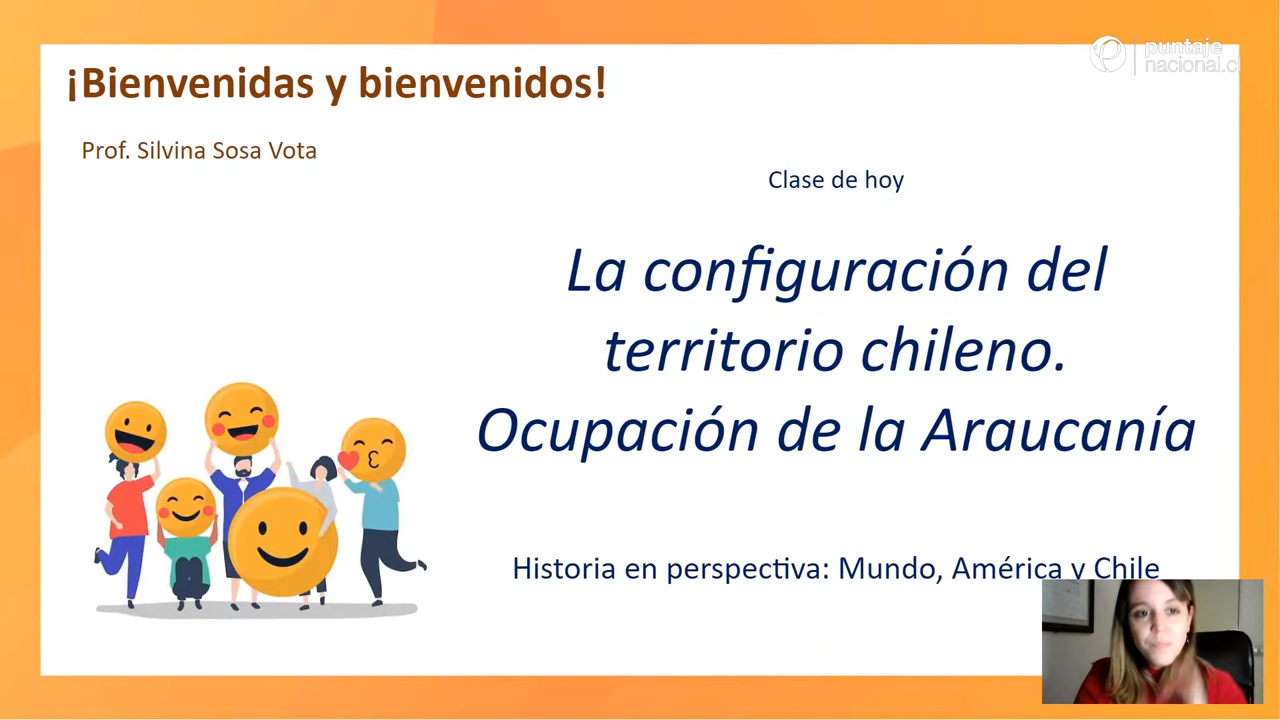 ¡Bienvenidas y bienvenidos!
puntaje
nacional.cl
Prof. Silvina Sosa Vota
Clase de hoy
La configuración del
territorio chileno.
Ocupación de la Araucanía
Historia en perspectiva: Mundo, América y Chile